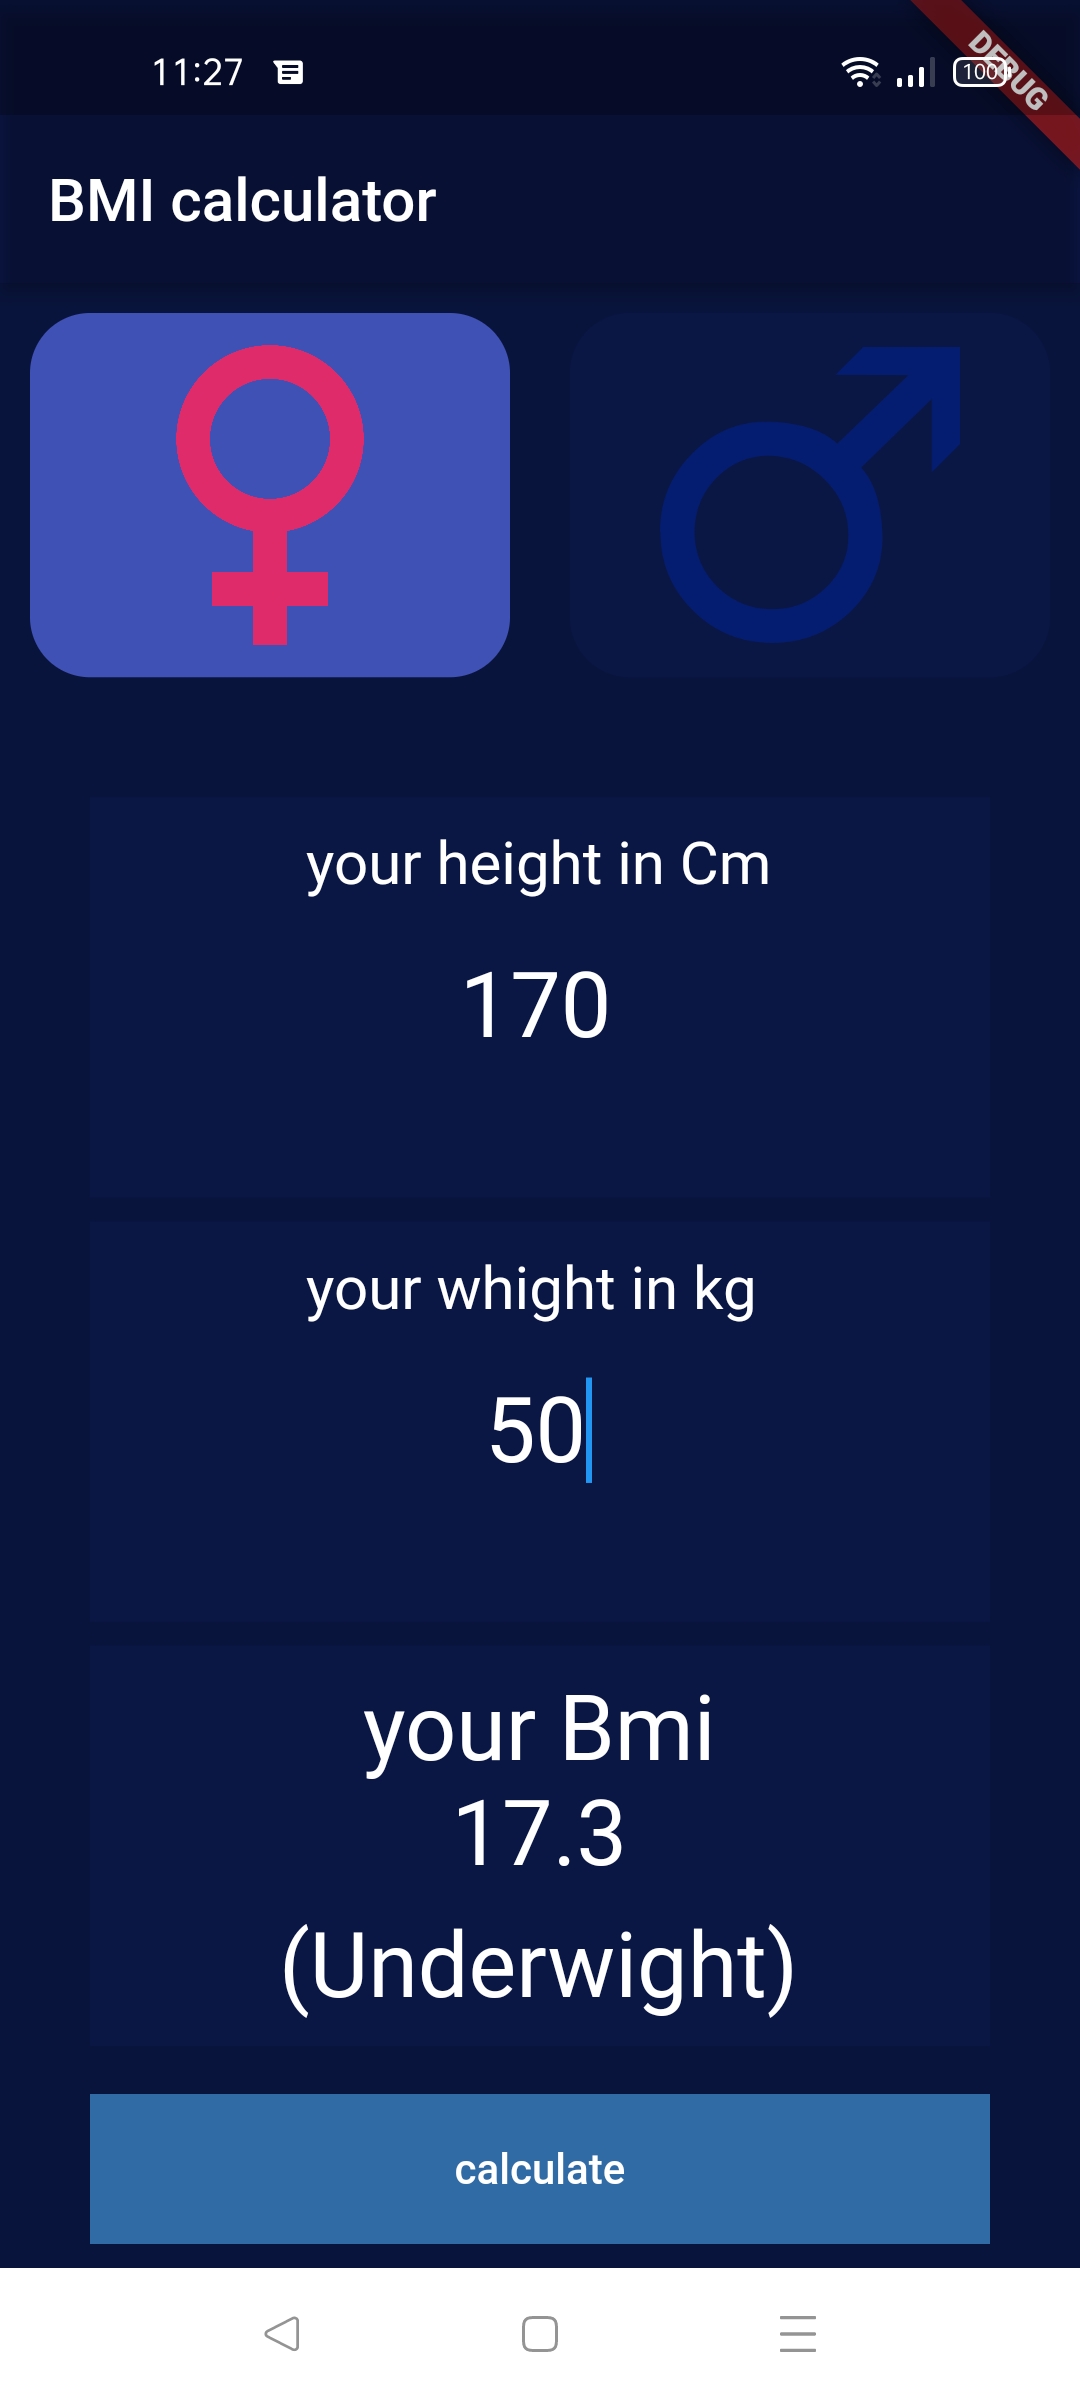 11:27
100
DEBUG
BMI calculator
your height in Cm
170
your whight in kg
50
your Bmi
17.3
(Underwight)
calculate